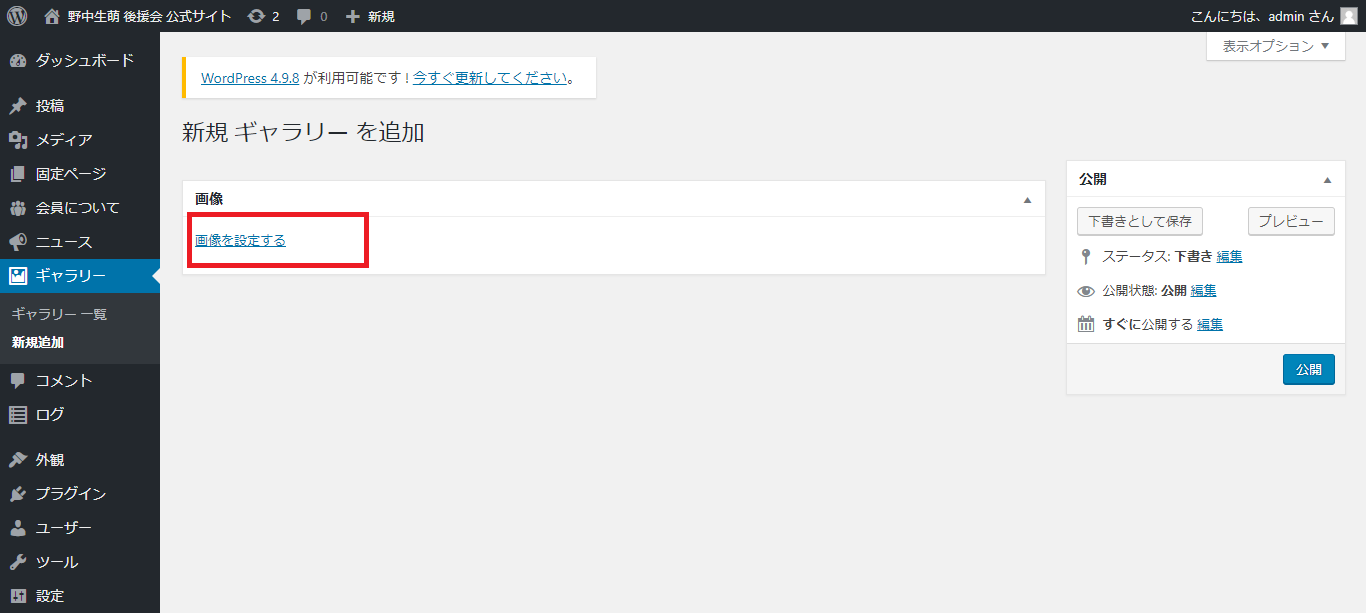 野中生萌 後援会 公式サイト 2 0 新規 こんにちは、admin さん
表示オプション
ダッシュボード
投稿
メディア
固定ページ
会員について
ニュース
ギャラリー
ギャラリー 一覧
新規追加
コメント
ログ
外観
プラグイン
ユーザー
ツール
設定
WordPress 4.9.8 が利用可能です ! 今すぐ更新してください。
新規 ギャラリー を追加
画像
画像を設定する
公開
下書きとして保存 プレビュー
ステータス: 下書き 編集
公開状態: 公開 編集
すぐに公開する 編集
公開